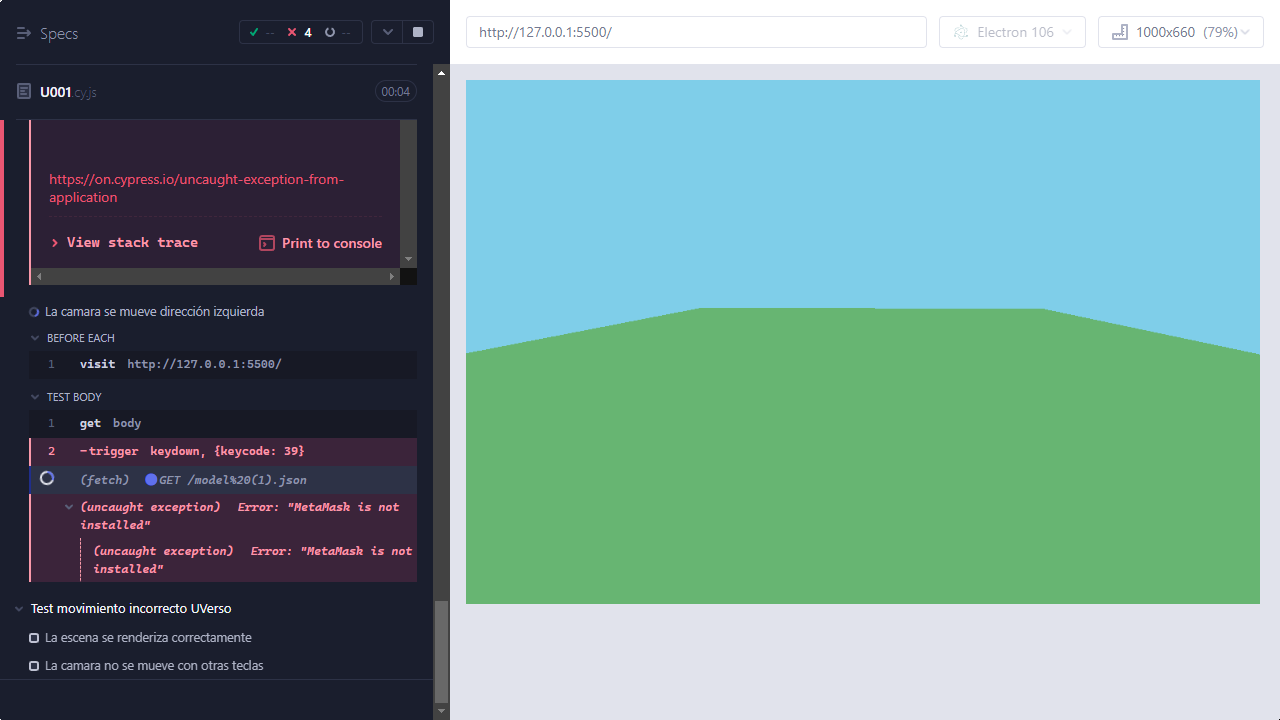 Specs
-- 4 --
http://127.0.0.1:5500/
Electron 106
1000x660 (79%)
U001.cy.js
00:04
https://on.cypress.io/uncaught-exception-from-
application
View stack trace
Print to console
La camara se mueve dirección izquierda
BEFORE EACH
1 visit http://127.0.0.1:5500/
TEST BODY
1 get body
2 -trigger keydown, {keycode: 39}
(fetch) GET /model%20(1).json
(uncaught exception) Error: "MetaMask is not
installed"
(uncaught exception) Error: "MetaMask is not
installed"
Test movimiento incorrecto UVerso
La escena se renderiza correctamente
La camara no se mueve con otras teclas